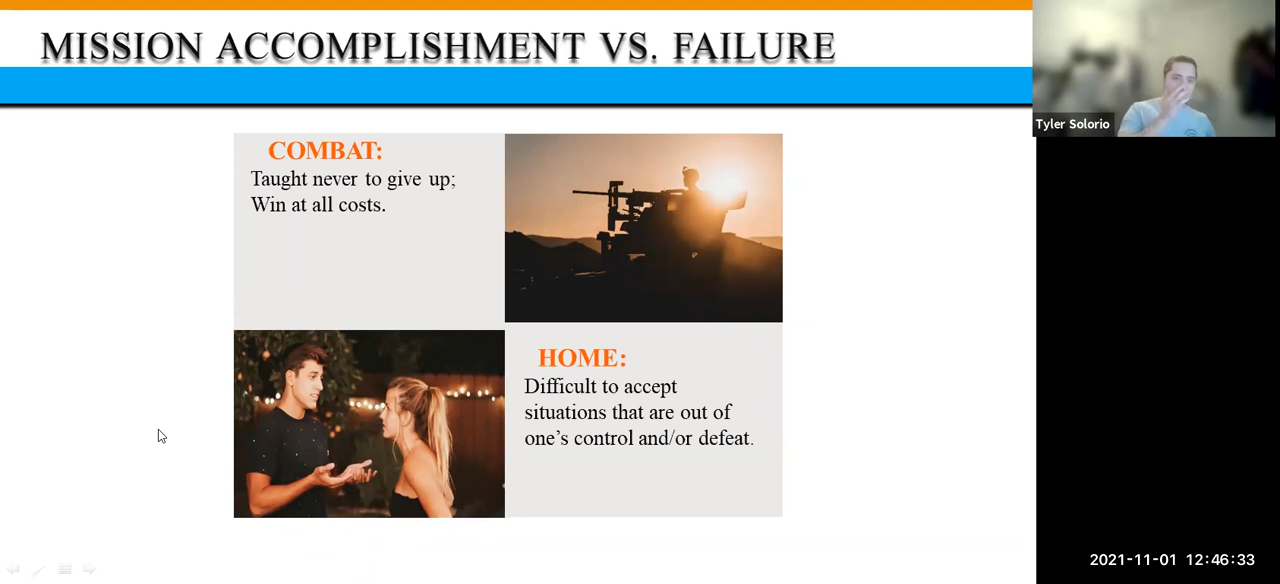 MISSION ACCOMPLISHMENT VS. FAILURE
COMBAT:
Taught never to give up;
Win at all costs.
HOME:
Difficult to accept
situations that are out of
one’s control and/or defeat.
Tyler Solorio
2021-11-01 12:46:33